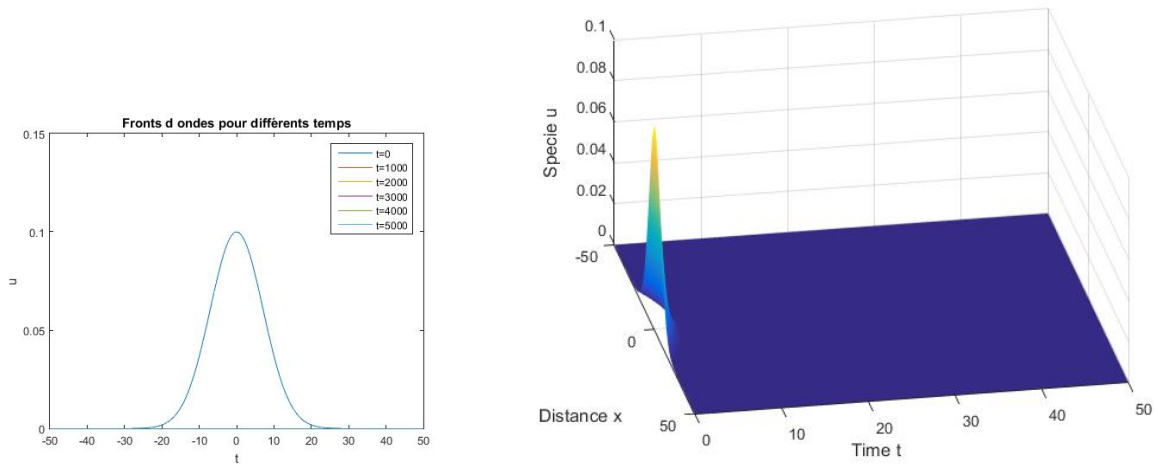 Fronts d ondes pour différents temps
0.15
0.1
0.05
0
u
-50 -40 -30 -20 -10 0 10 20 30 40 50
t
t=0
t=1000
t=2000
t=3000
t=4000
t=5000
0.1
0.08
0.06
0.04
0.02
0
Specie u
-50
0
50
Distance x
0 10 20 30 40 50
Time t